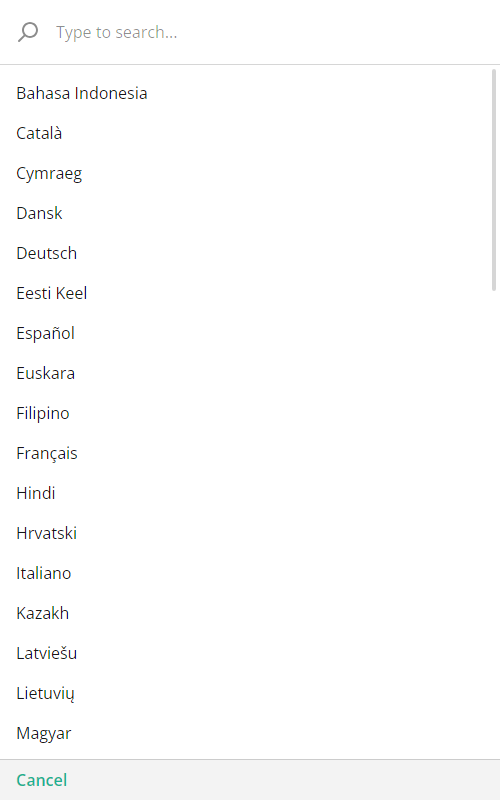 Type to search...
Bahasa Indonesia
Català
Cymraeg
Dansk
Deutsch
Eesti Keel
Español
Euskara
Filipino
Français
Hindi
Hrvatski
Italiano
Kazakh
Latviešu
Lietuvių
Magyar
Cancel